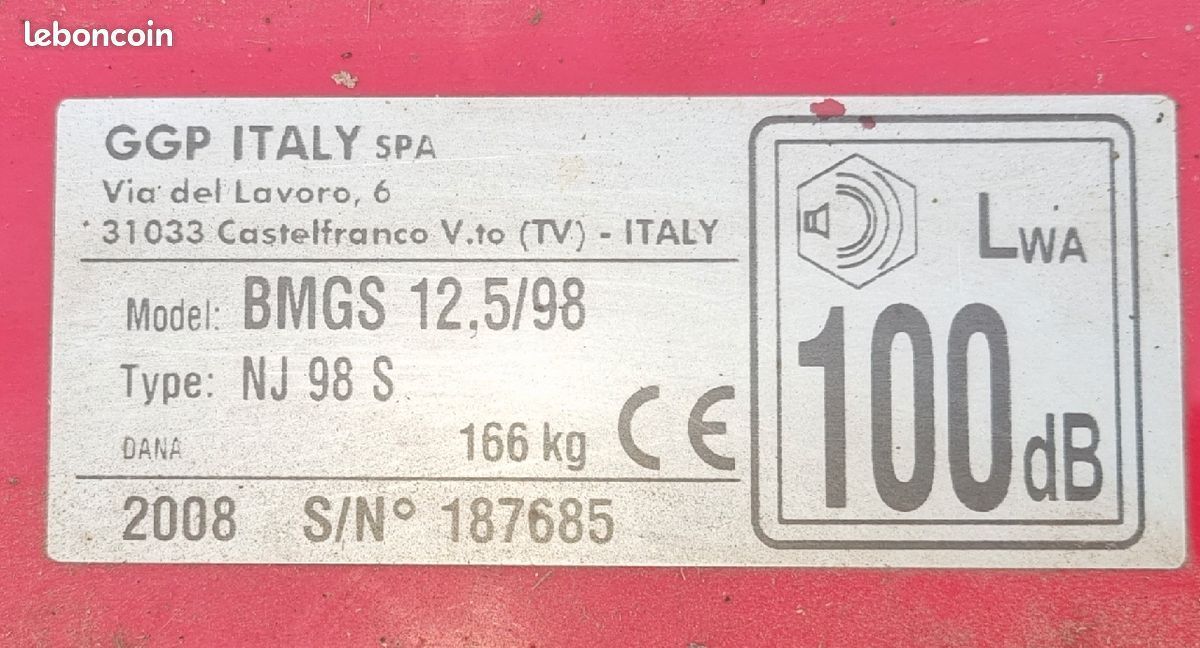 leboncoin
GGP ITALY SPA
Via del Lavoro, 6
31033 Castelfranco V.to (TV) - ITALY
Model: BMGS 12,5/98
Type: NJ 98 S
DANA 166 kg CE
2008 S/N° 187685
LWA
100 dB